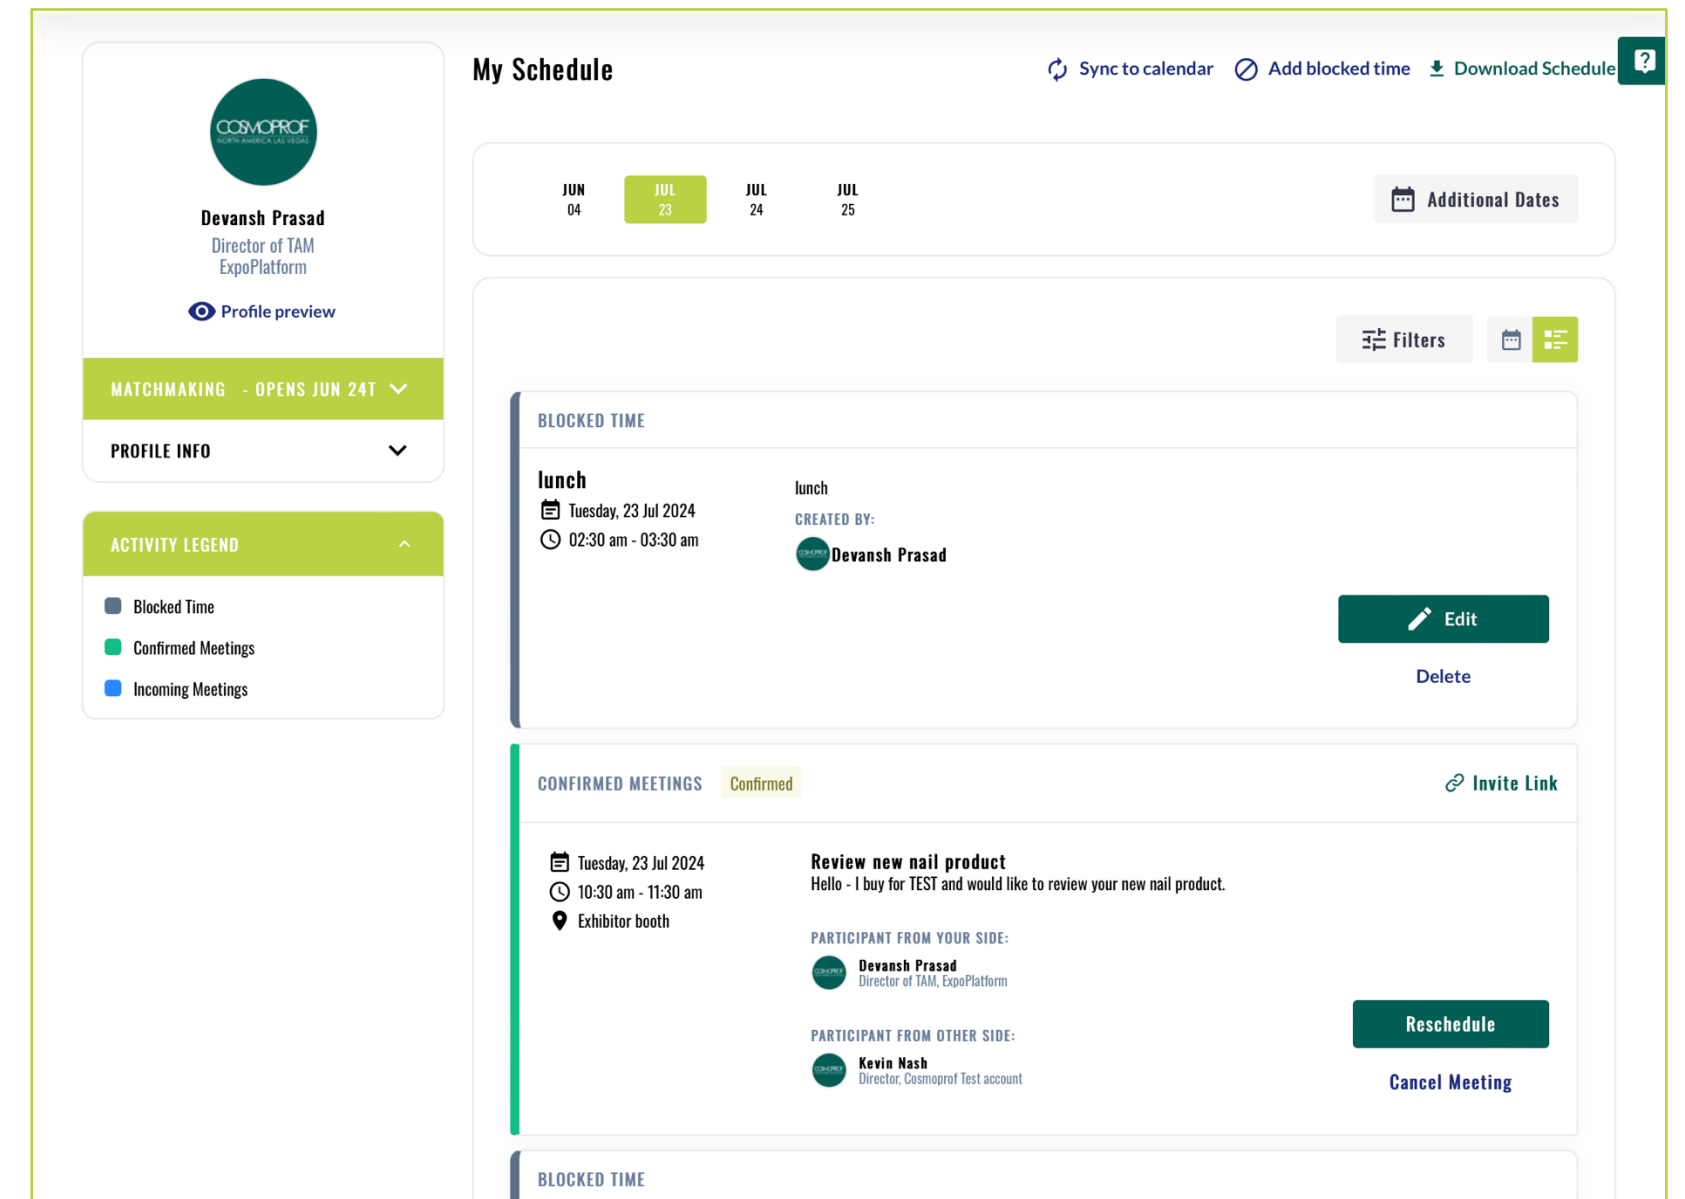 COSMOPROF
NORTH AMERICA LAS VEGAS
Devansh Prasad
Director of TAM
ExpoPlatform
Profile preview
MATCHMAKING - OPENS JUN 24T
PROFILE INFO
ACTIVITY LEGEND
Blocked Time
Confirmed Meetings
Incoming Meetings
My Schedule
Sync to calendar
Add blocked time
Download Schedule
JUN
04
JUL
23
JUL
24
JUL
25
Additional Dates
Filters
BLOCKED TIME
lunch
Tuesday, 23 Jul 2024
02:30 am - 03:30 am
lunch
CREATED BY:
Devansh Prasad
Edit
Delete
CONFIRMED MEETINGS
Confirmed
Invite Link
Tuesday, 23 Jul 2024
10:30 am - 11:30 am
Exhibitor booth
Review new nail product
Hello - I buy for TEST and would like to review your new nail product.
PARTICIPANT FROM YOUR SIDE:
Devansh Prasad
Director of TAM, ExpoPlatform
PARTICIPANT FROM OTHER SIDE:
Kevin Nash
Director, Cosmoprof Test account
Reschedule
Cancel Meeting
BLOCKED TIME